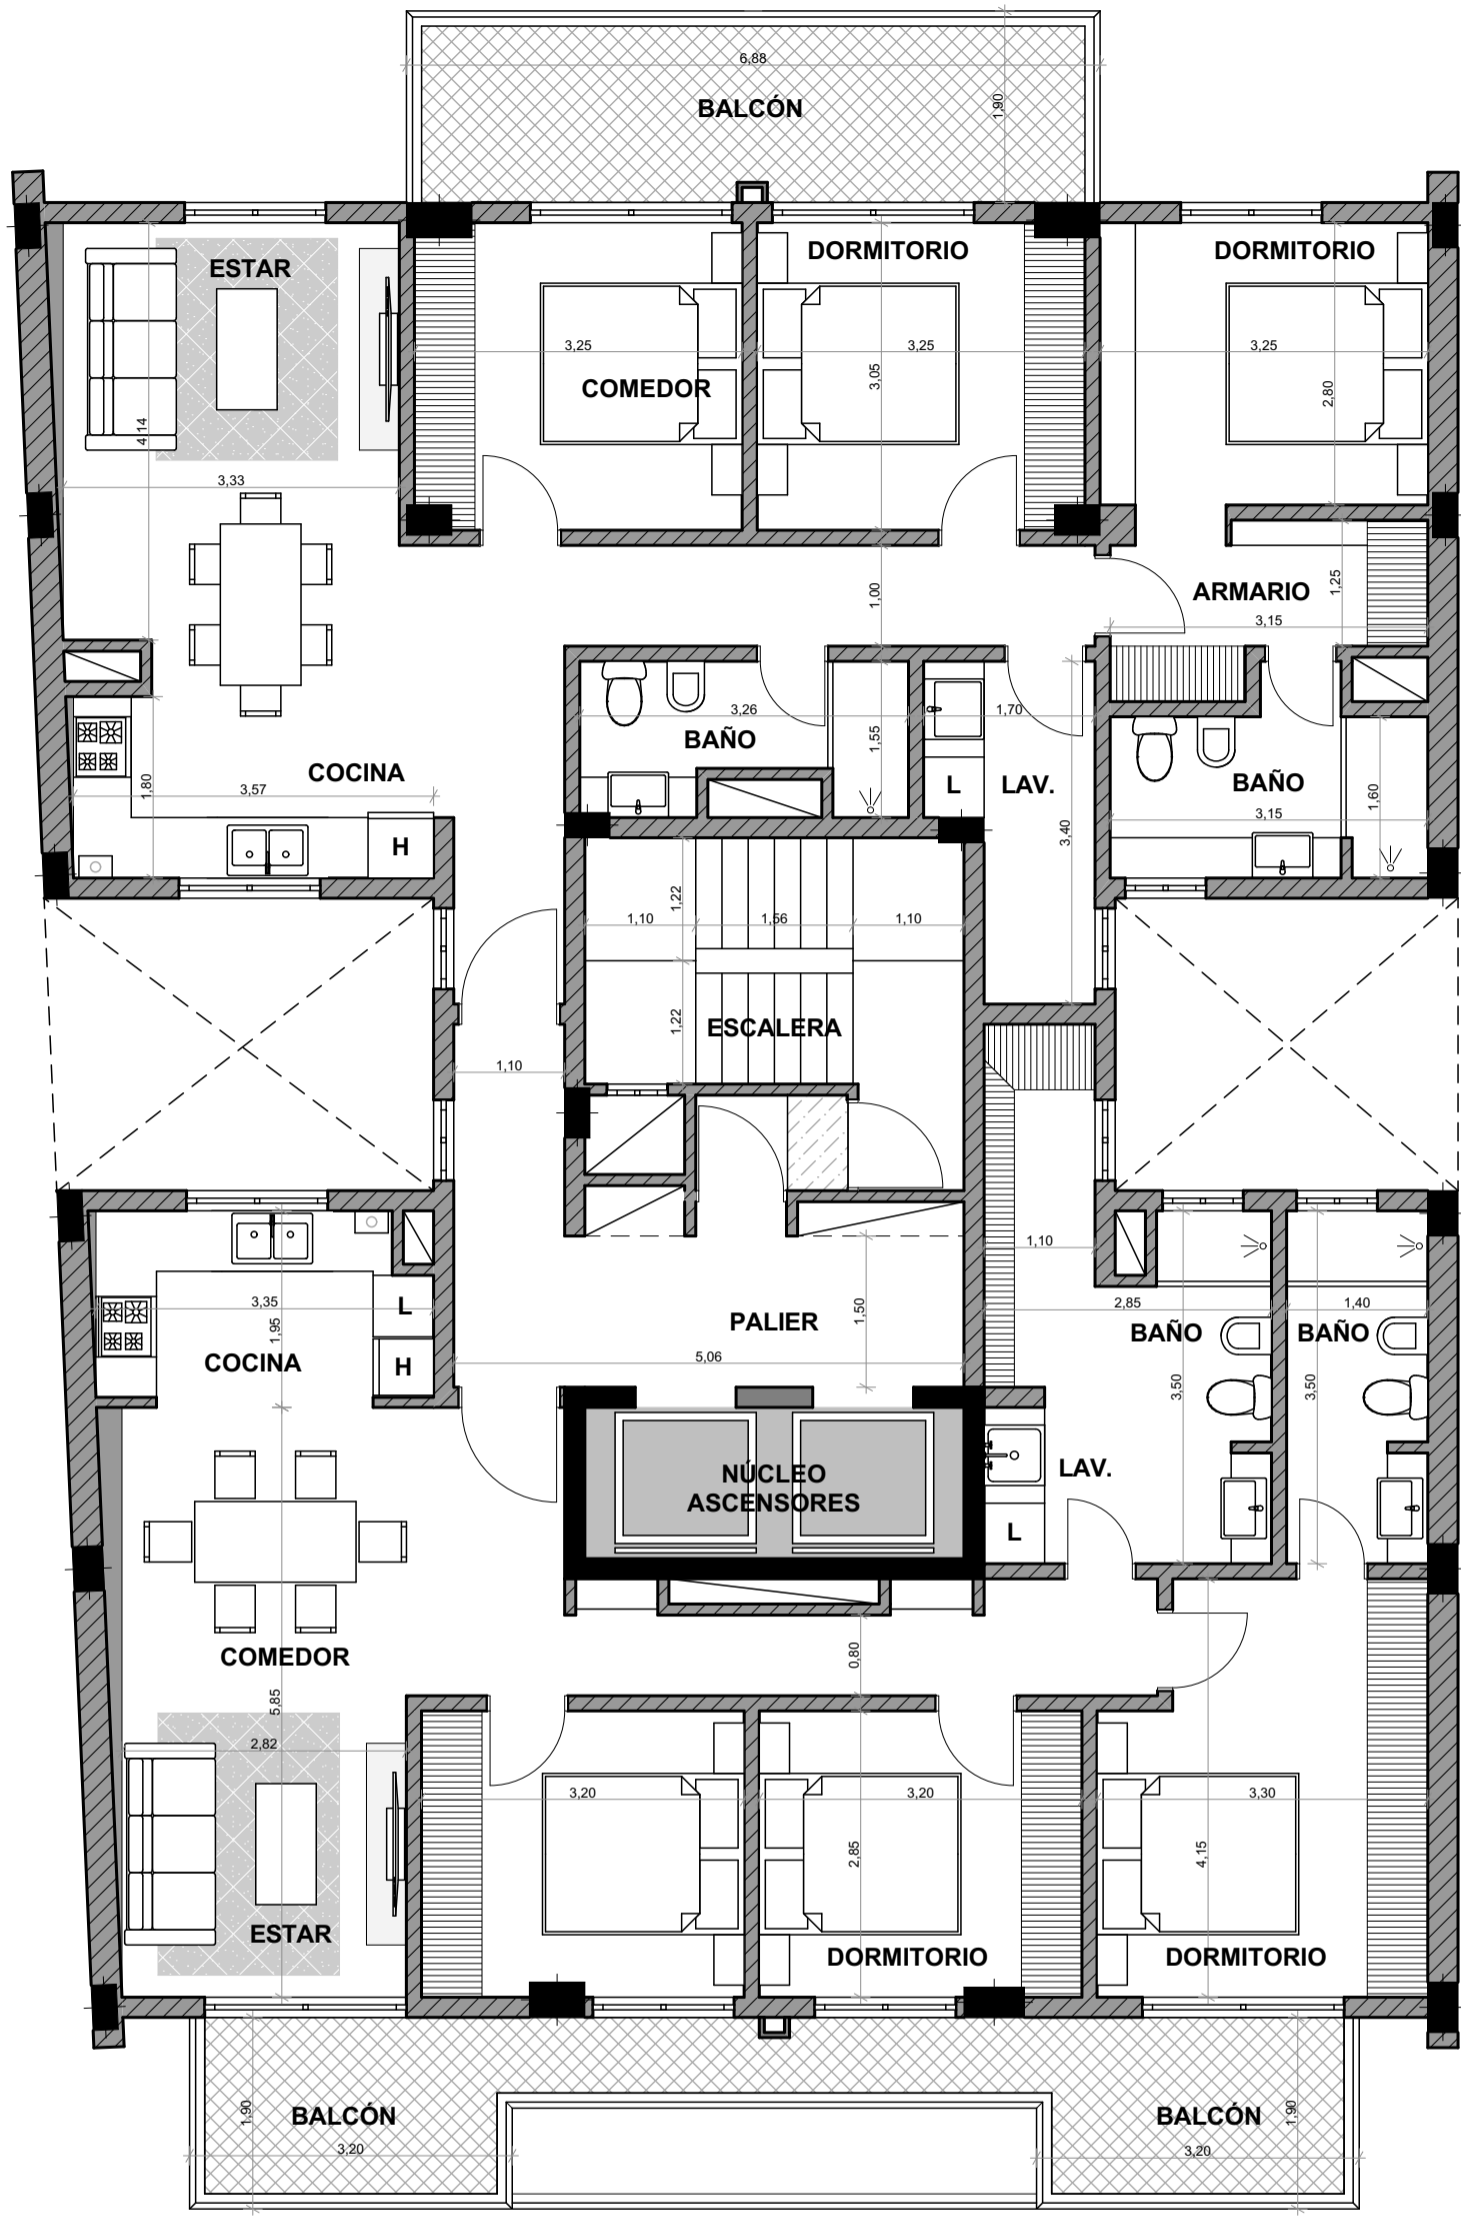 6,88
1,90
BALCÓN
DORMITORIO
DORMITORIO
ESTAR
3,25
3,25
3,25
3,05
COMEDOR
2,80
4,14
3,33
1,00
1,25
ARMARIO
3,15
3,26
1,70
BAÑO
1,55
COCINA
1,80
3,57
L
LAV.
BAÑO
1,60
3,15
3,40
H
1,22
1,10
1,56
1,10
1,22
ESCALERA
1,10
1,10
3,35
L
1,95
COCINA
H
PALIER
1,50
5,06
2,85
1,40
BAÑO
BAÑO
3,50
3,50
NÚCLEO
ASCENSORES
LAV.
L
COMEDOR
0,80
5,85
2,82
3,20
3,20
3,30
2,85
4,15
ESTAR
DORMITORIO
DORMITORIO
1,90
BALCÓN
3,20
BALCÓN
1,90
3,20